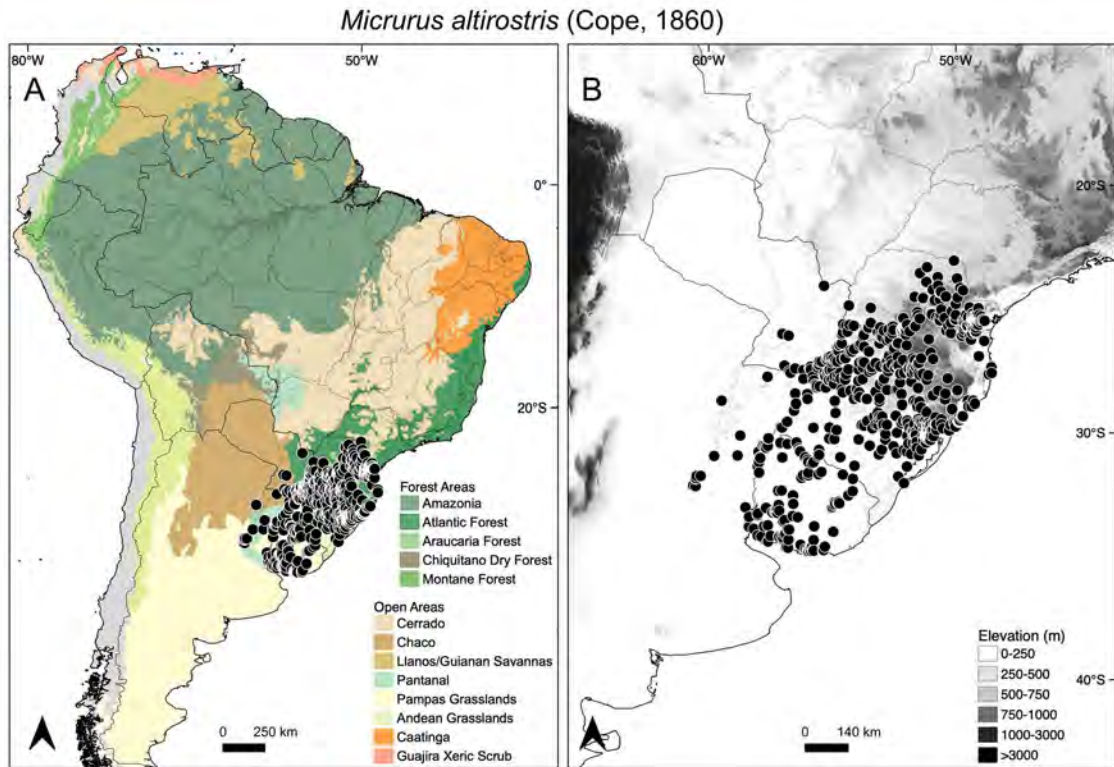 Micrurus altirostris (Cope, 1860)
A
80°W
50°W
0°
20°S
Forest Areas
Amazonia
Atlantic Forest
Araucaria Forest
Chiquitano Dry Forest
Montane Forest
Open Areas
Cerrado
Chaco
Llanos/Guianan Savannas
Pantanal
Pampas Grasslands
Andean Grasslands
Caatinga
Guajira Xeric Scrub
0 250 km
B
60°W
50°W
20°S
30°S
40°S
Elevation (m)
0-250
250-500
500-750
750-1000
1000-3000
>3000
0 140 km